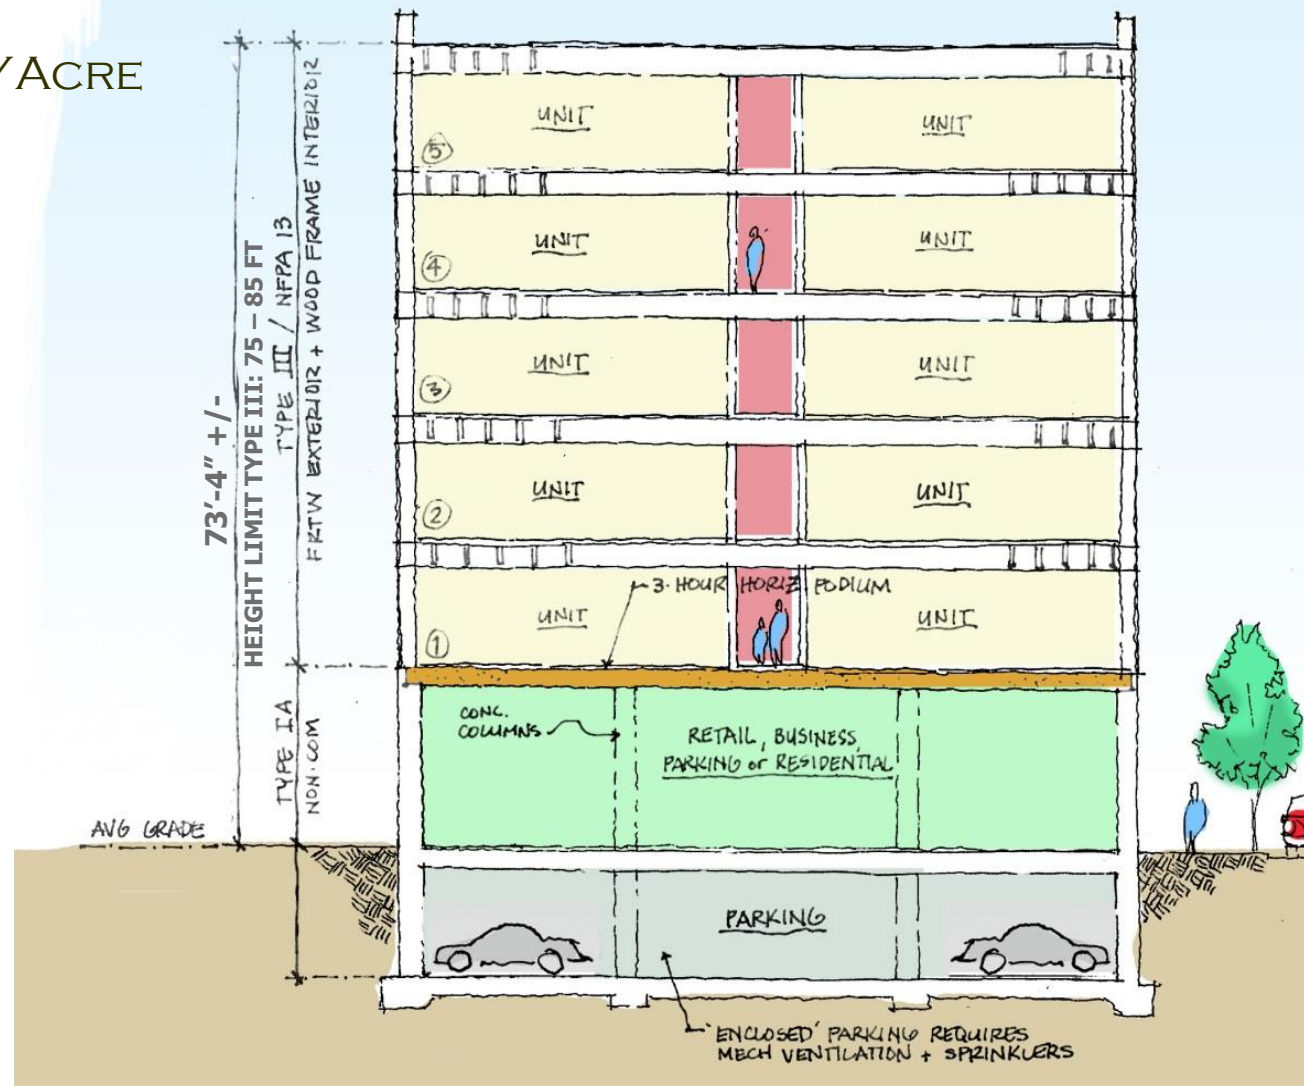 /ACRE
73'-4" +/-
HEIGHT LIMIT TYPE III: 75 – 85 FT
TYPE III / NFPA 13
FRTW EXTERIOR + WOOD FRAME INTERIOR
TYPE IA
NON·COM
AVG GRADE
UNIT
UNIT
5
UNIT
UNIT
4
UNIT
UNIT
3
UNIT
UNIT
2
3·HOUR HORIZ PODIUM
UNIT
UNIT
1
CONC.
COLUMNS
RETAIL, BUSINESS,
PARKING or RESIDENTIAL
PARKING
'ENCLOSED' PARKING REQUIRES
MECH VENTILATION + SPRINKLERS